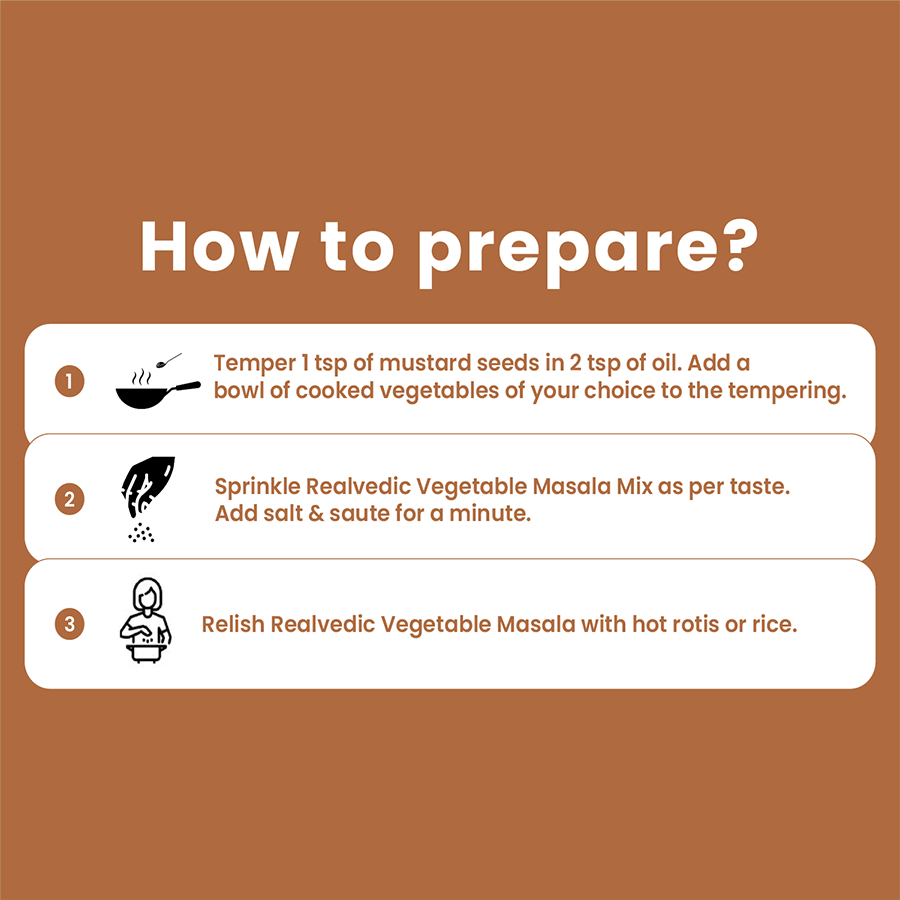 How to prepare?
1
Temper 1 tsp of mustard seeds in 2 tsp of oil. Add a
bowl of cooked vegetables of your choice to the tempering.
2
Sprinkle Realvedic Vegetable Masala Mix as per taste.
Add salt & saute for a minute.
3
Relish Realvedic Vegetable Masala with hot rotis or rice.